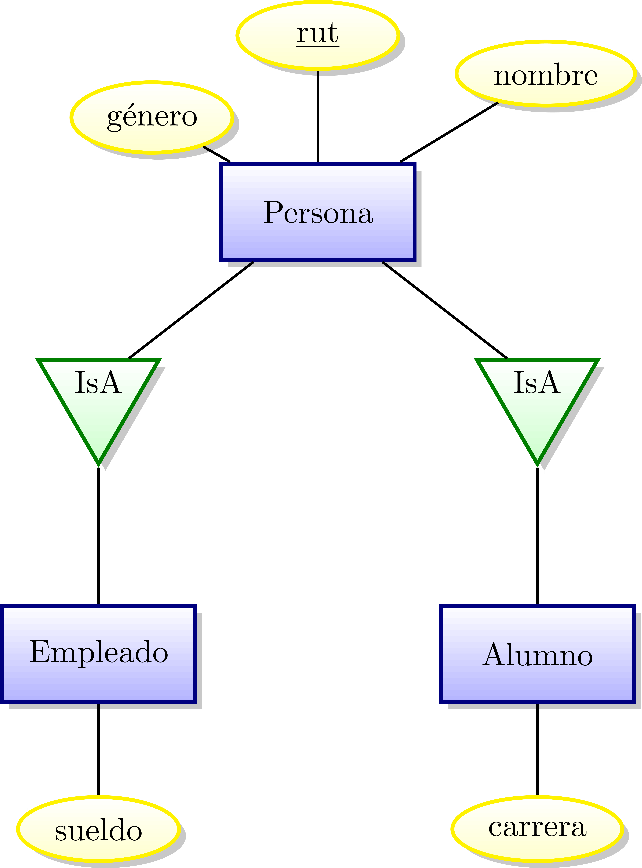 rut
nombre
género
Persona
IsA
IsA
Empleado
Alumno
sueldo
carrera